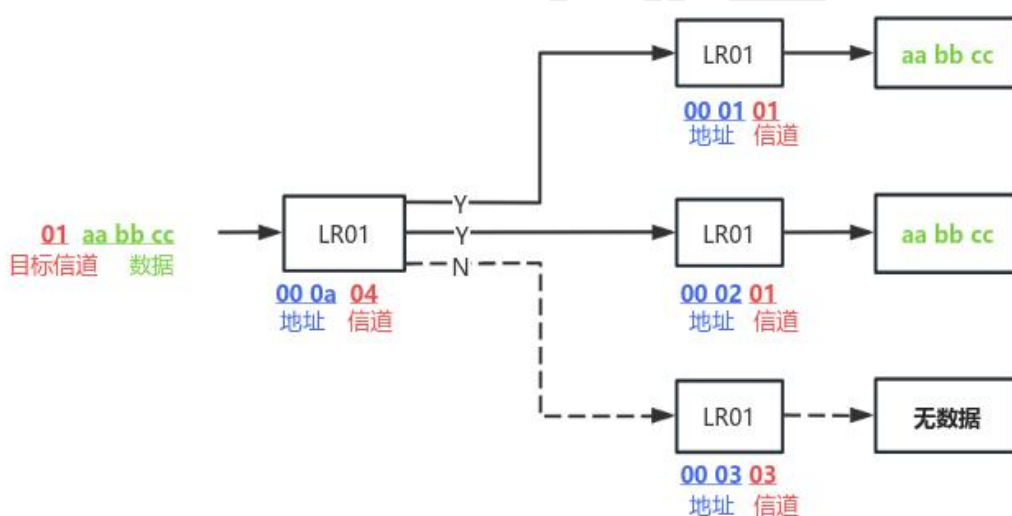 LR01
aa bb cc
00 01 01
地址 信道
Y
01 aa bb cc
目标信道 数据
LR01
Y
LR01
aa bb cc
N
00 0a 04
地址 信道
00 02 01
地址 信道
LR01
无数据
00 03 03
地址 信道